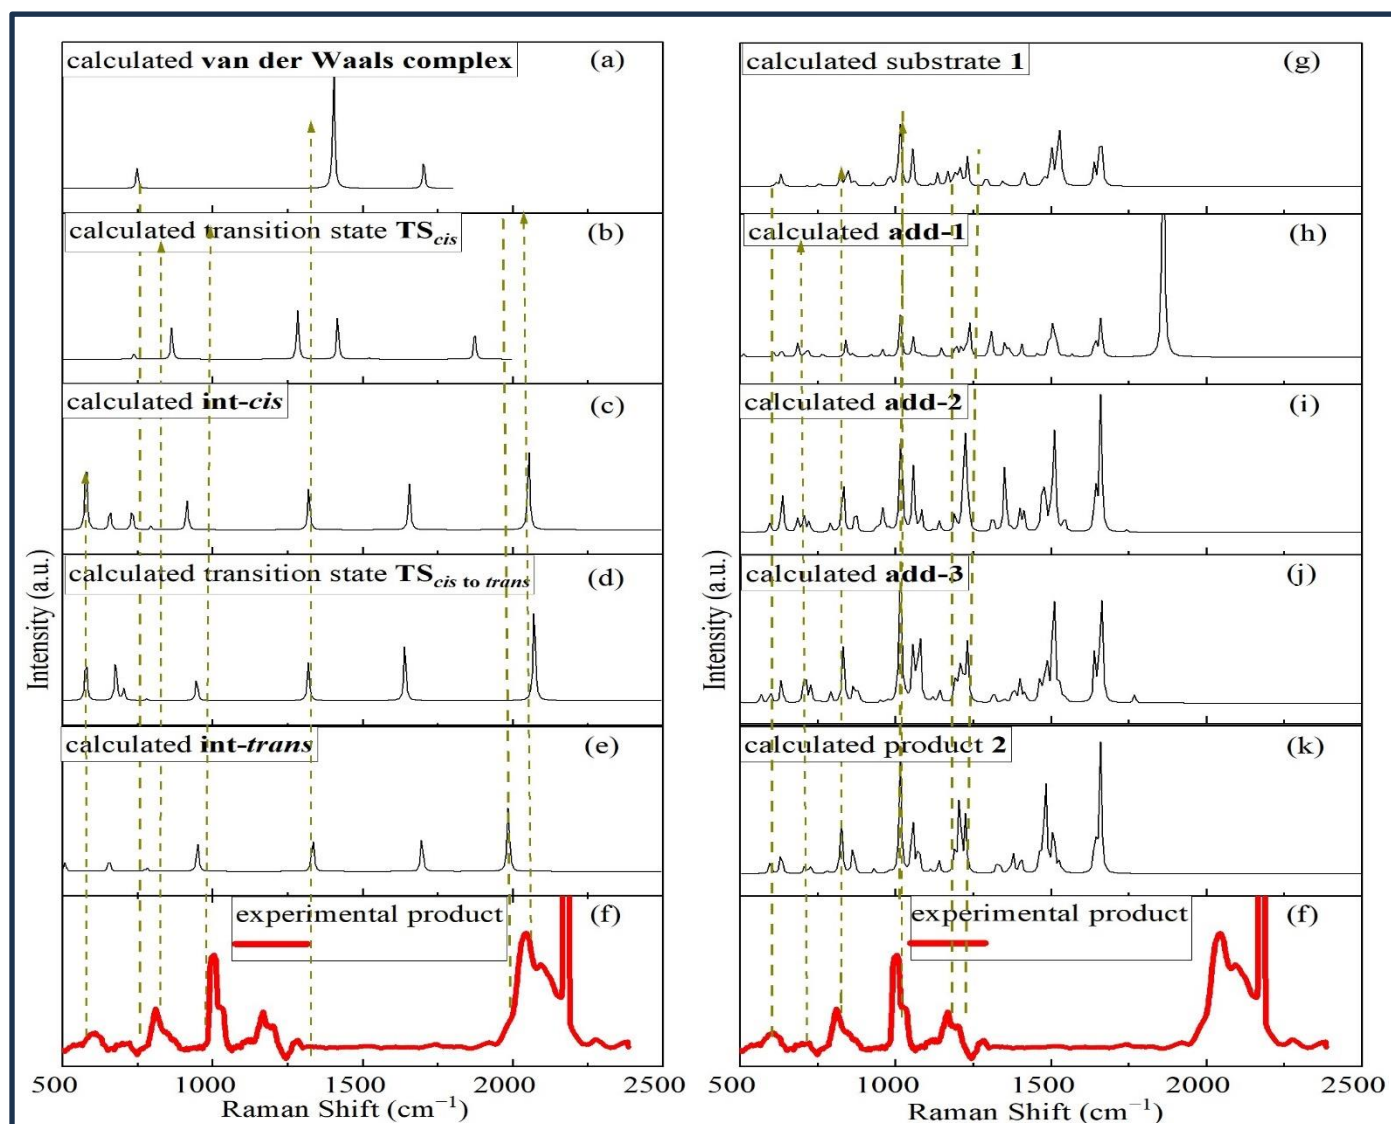 calculated van der Waals complex
(a)
calculated transition state TScis
(b)
calculated int-cis
(c)
calculated transition state TScis to trans
(d)
calculated int-trans
(e)
experimental product
(f)
Intensity (a.u.)
500 1000 1500 2000 2500
Raman Shift (cm−1)
calculated substrate 1
(g)
calculated add-1
(h)
calculated add-2
(i)
calculated add-3
(j)
calculated product 2
(k)
experimental product
(f)
Intensity (a.u.)
500 1000 1500 2000 2500
Raman Shift (cm−1)